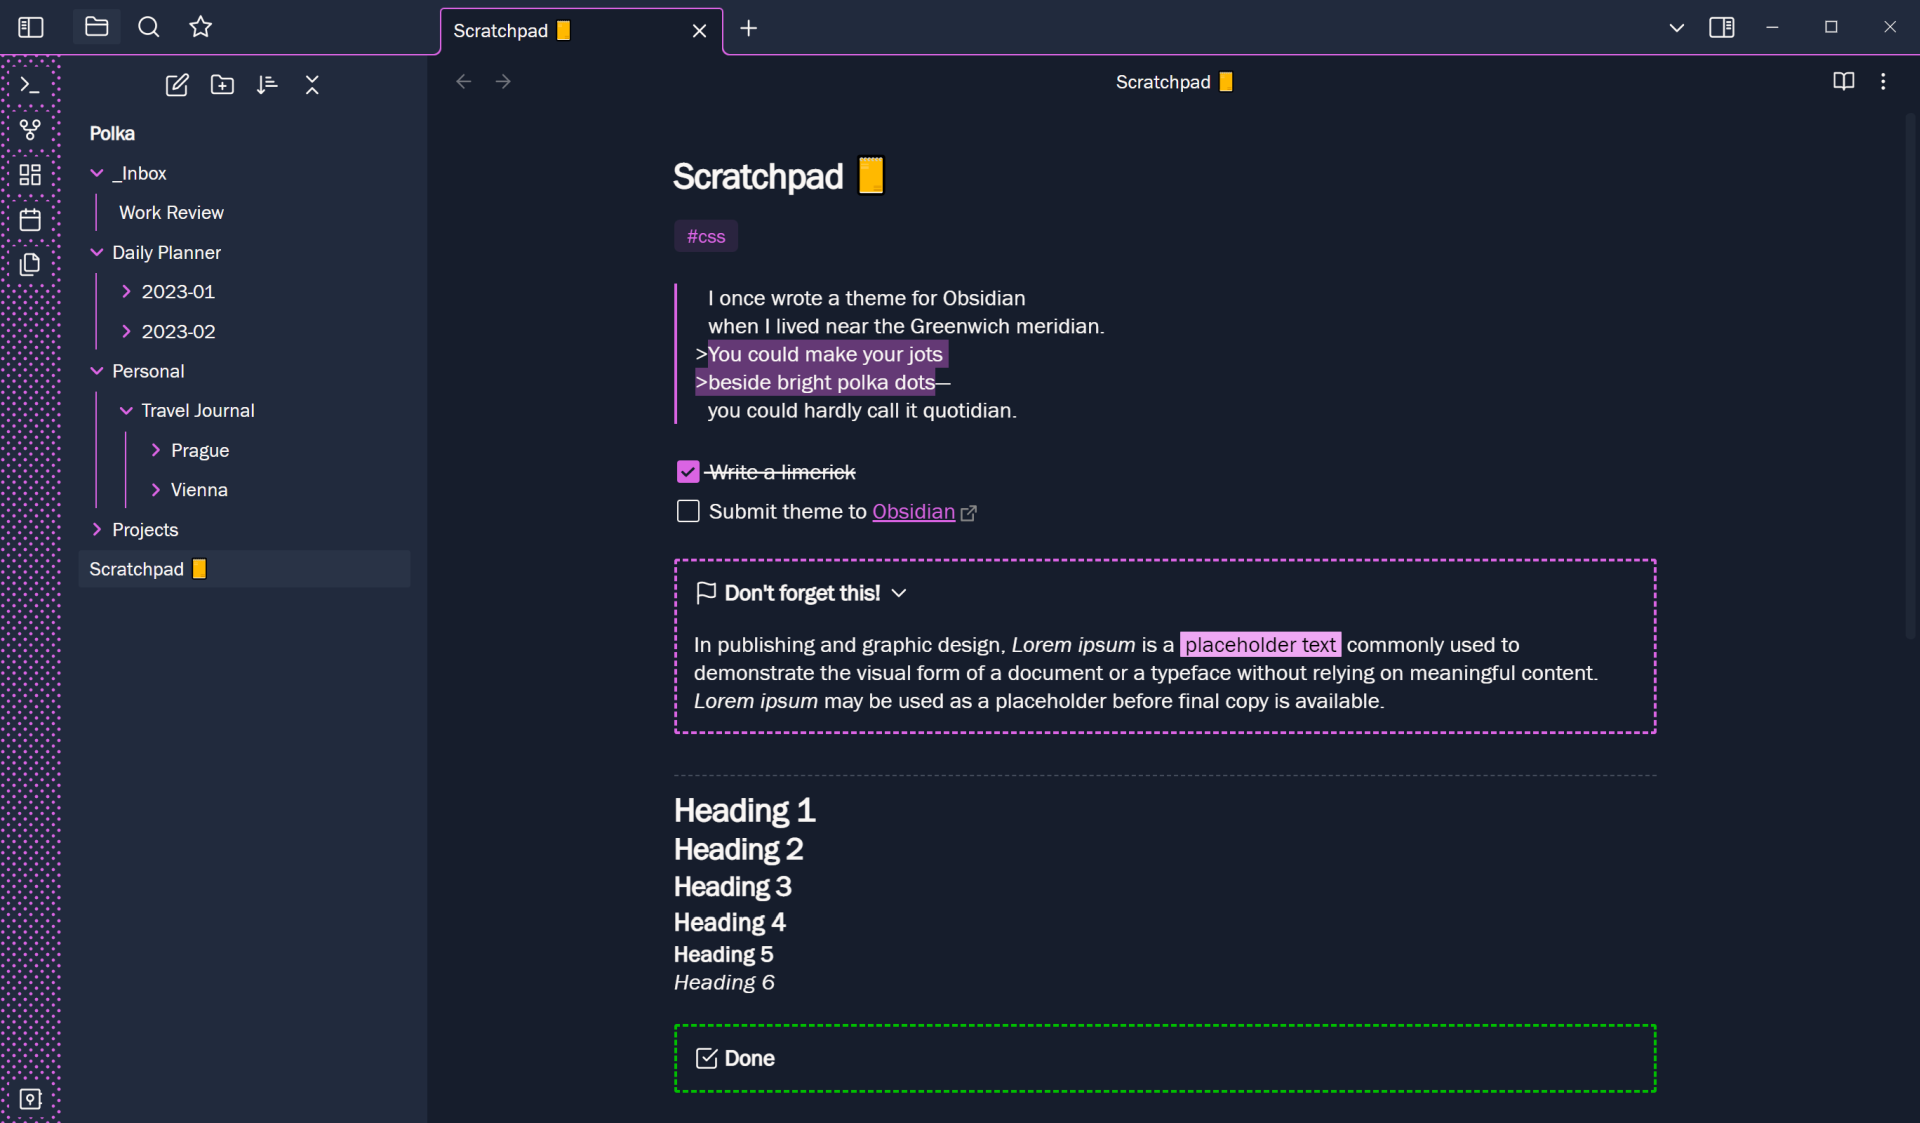 Scratchpad
Scratchpad
Polka
_Inbox
Work Review
Daily Planner
2023-01
2023-02
Personal
Travel Journal
Prague
Vienna
Projects
Scratchpad
Scratchpad
#css
I once wrote a theme for Obsidian
when I lived near the Greenwich meridian.
>You could make your jots
>beside bright polka dots—
you could hardly call it quotidian.
Write a limerick
Submit theme to Obsidian
Don't forget this!
In publishing and graphic design, Lorem ipsum is a placeholder text commonly used to
demonstrate the visual form of a document or a typeface without relying on meaningful content.
Lorem ipsum may be used as a placeholder before final copy is available.
Heading 1
Heading 2
Heading 3
Heading 4
Heading 5
Heading 6
Done